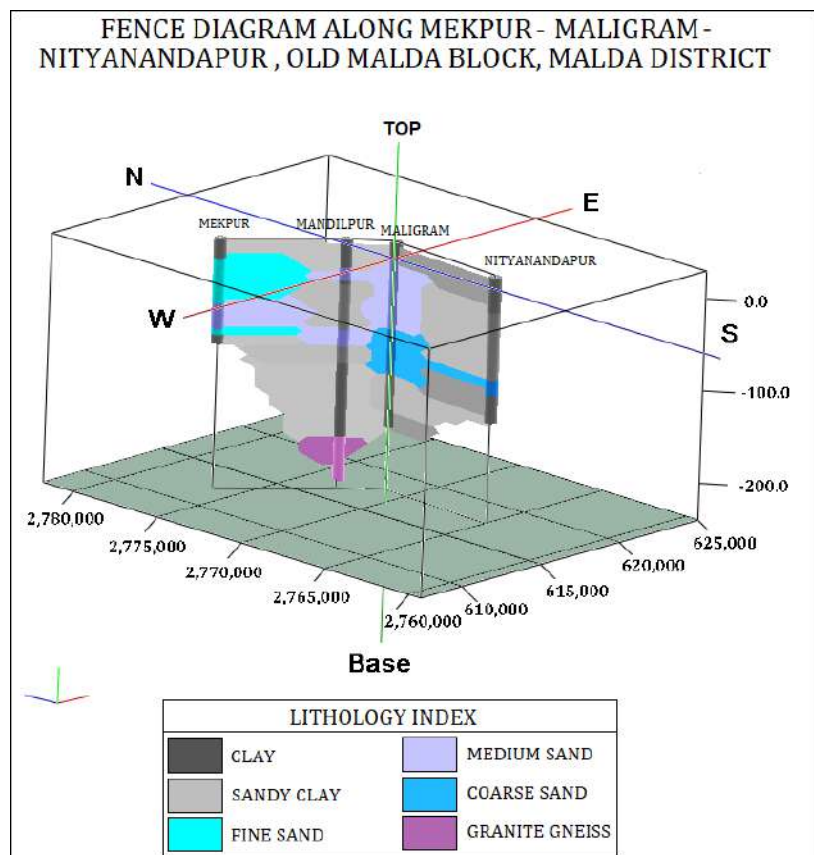 FENCE DIAGRAM ALONG MEKPUR - MALIGRAM -
NITYANANDAPUR , OLD MALDA BLOCK, MALDA DISTRICT
TOP
N
E
MEKPUR
MANDILPUR
MALIGRAM
NITYANANDAPUR
W
S
0.0
-100.0
-200.0
2,780,000
2,775,000
2,770,000
2,765,000
2,760,000
610,000
615,000
620,000
625,000
Base
LITHOLOGY INDEX
CLAY
MEDIUM SAND
SANDY CLAY
COARSE SAND
FINE SAND
GRANITE GNEISS